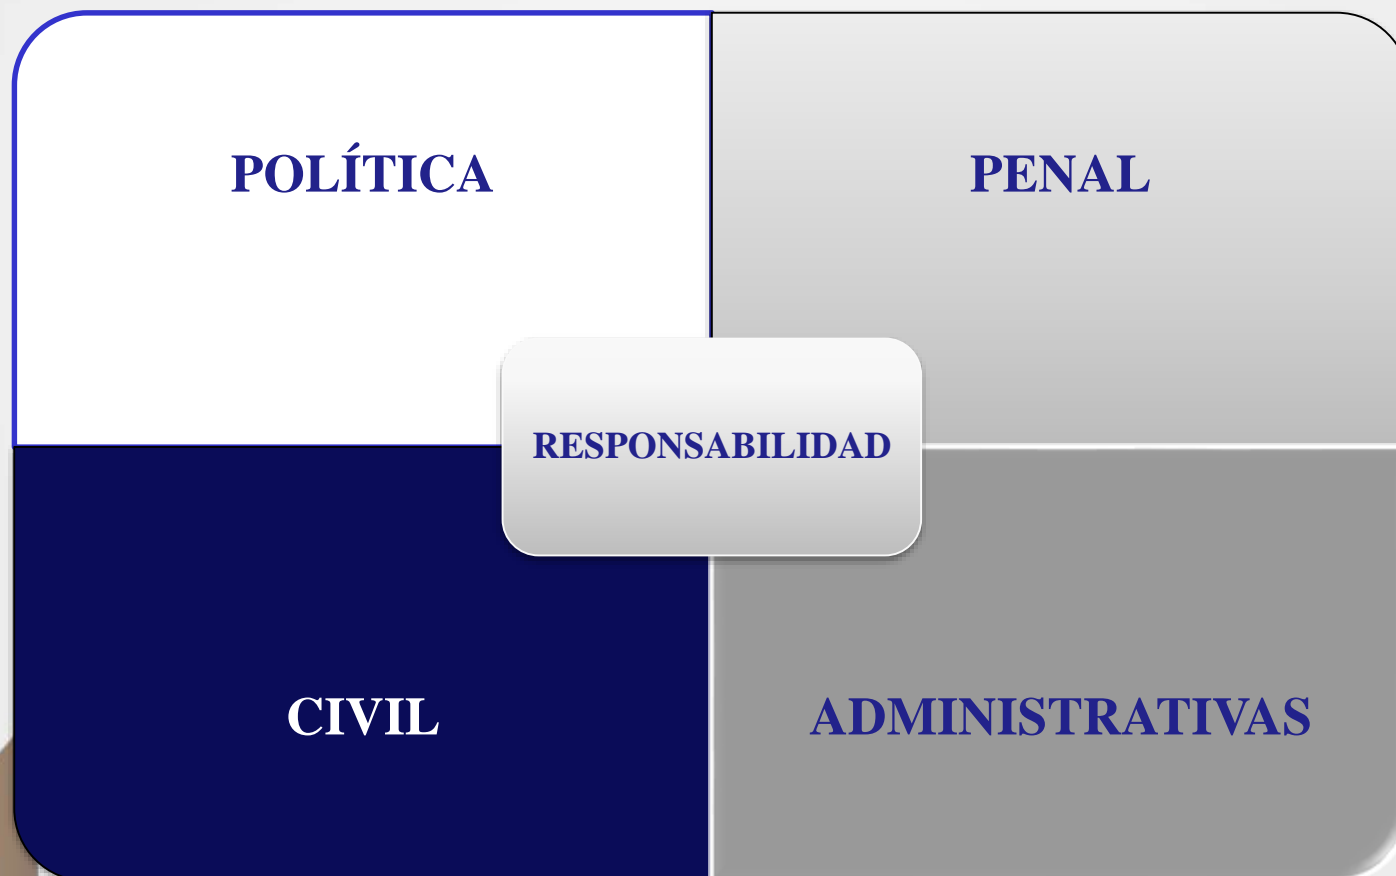 POLÍTICA
PENAL
RESPONSABILIDAD
CIVIL
ADMINISTRATIVAS